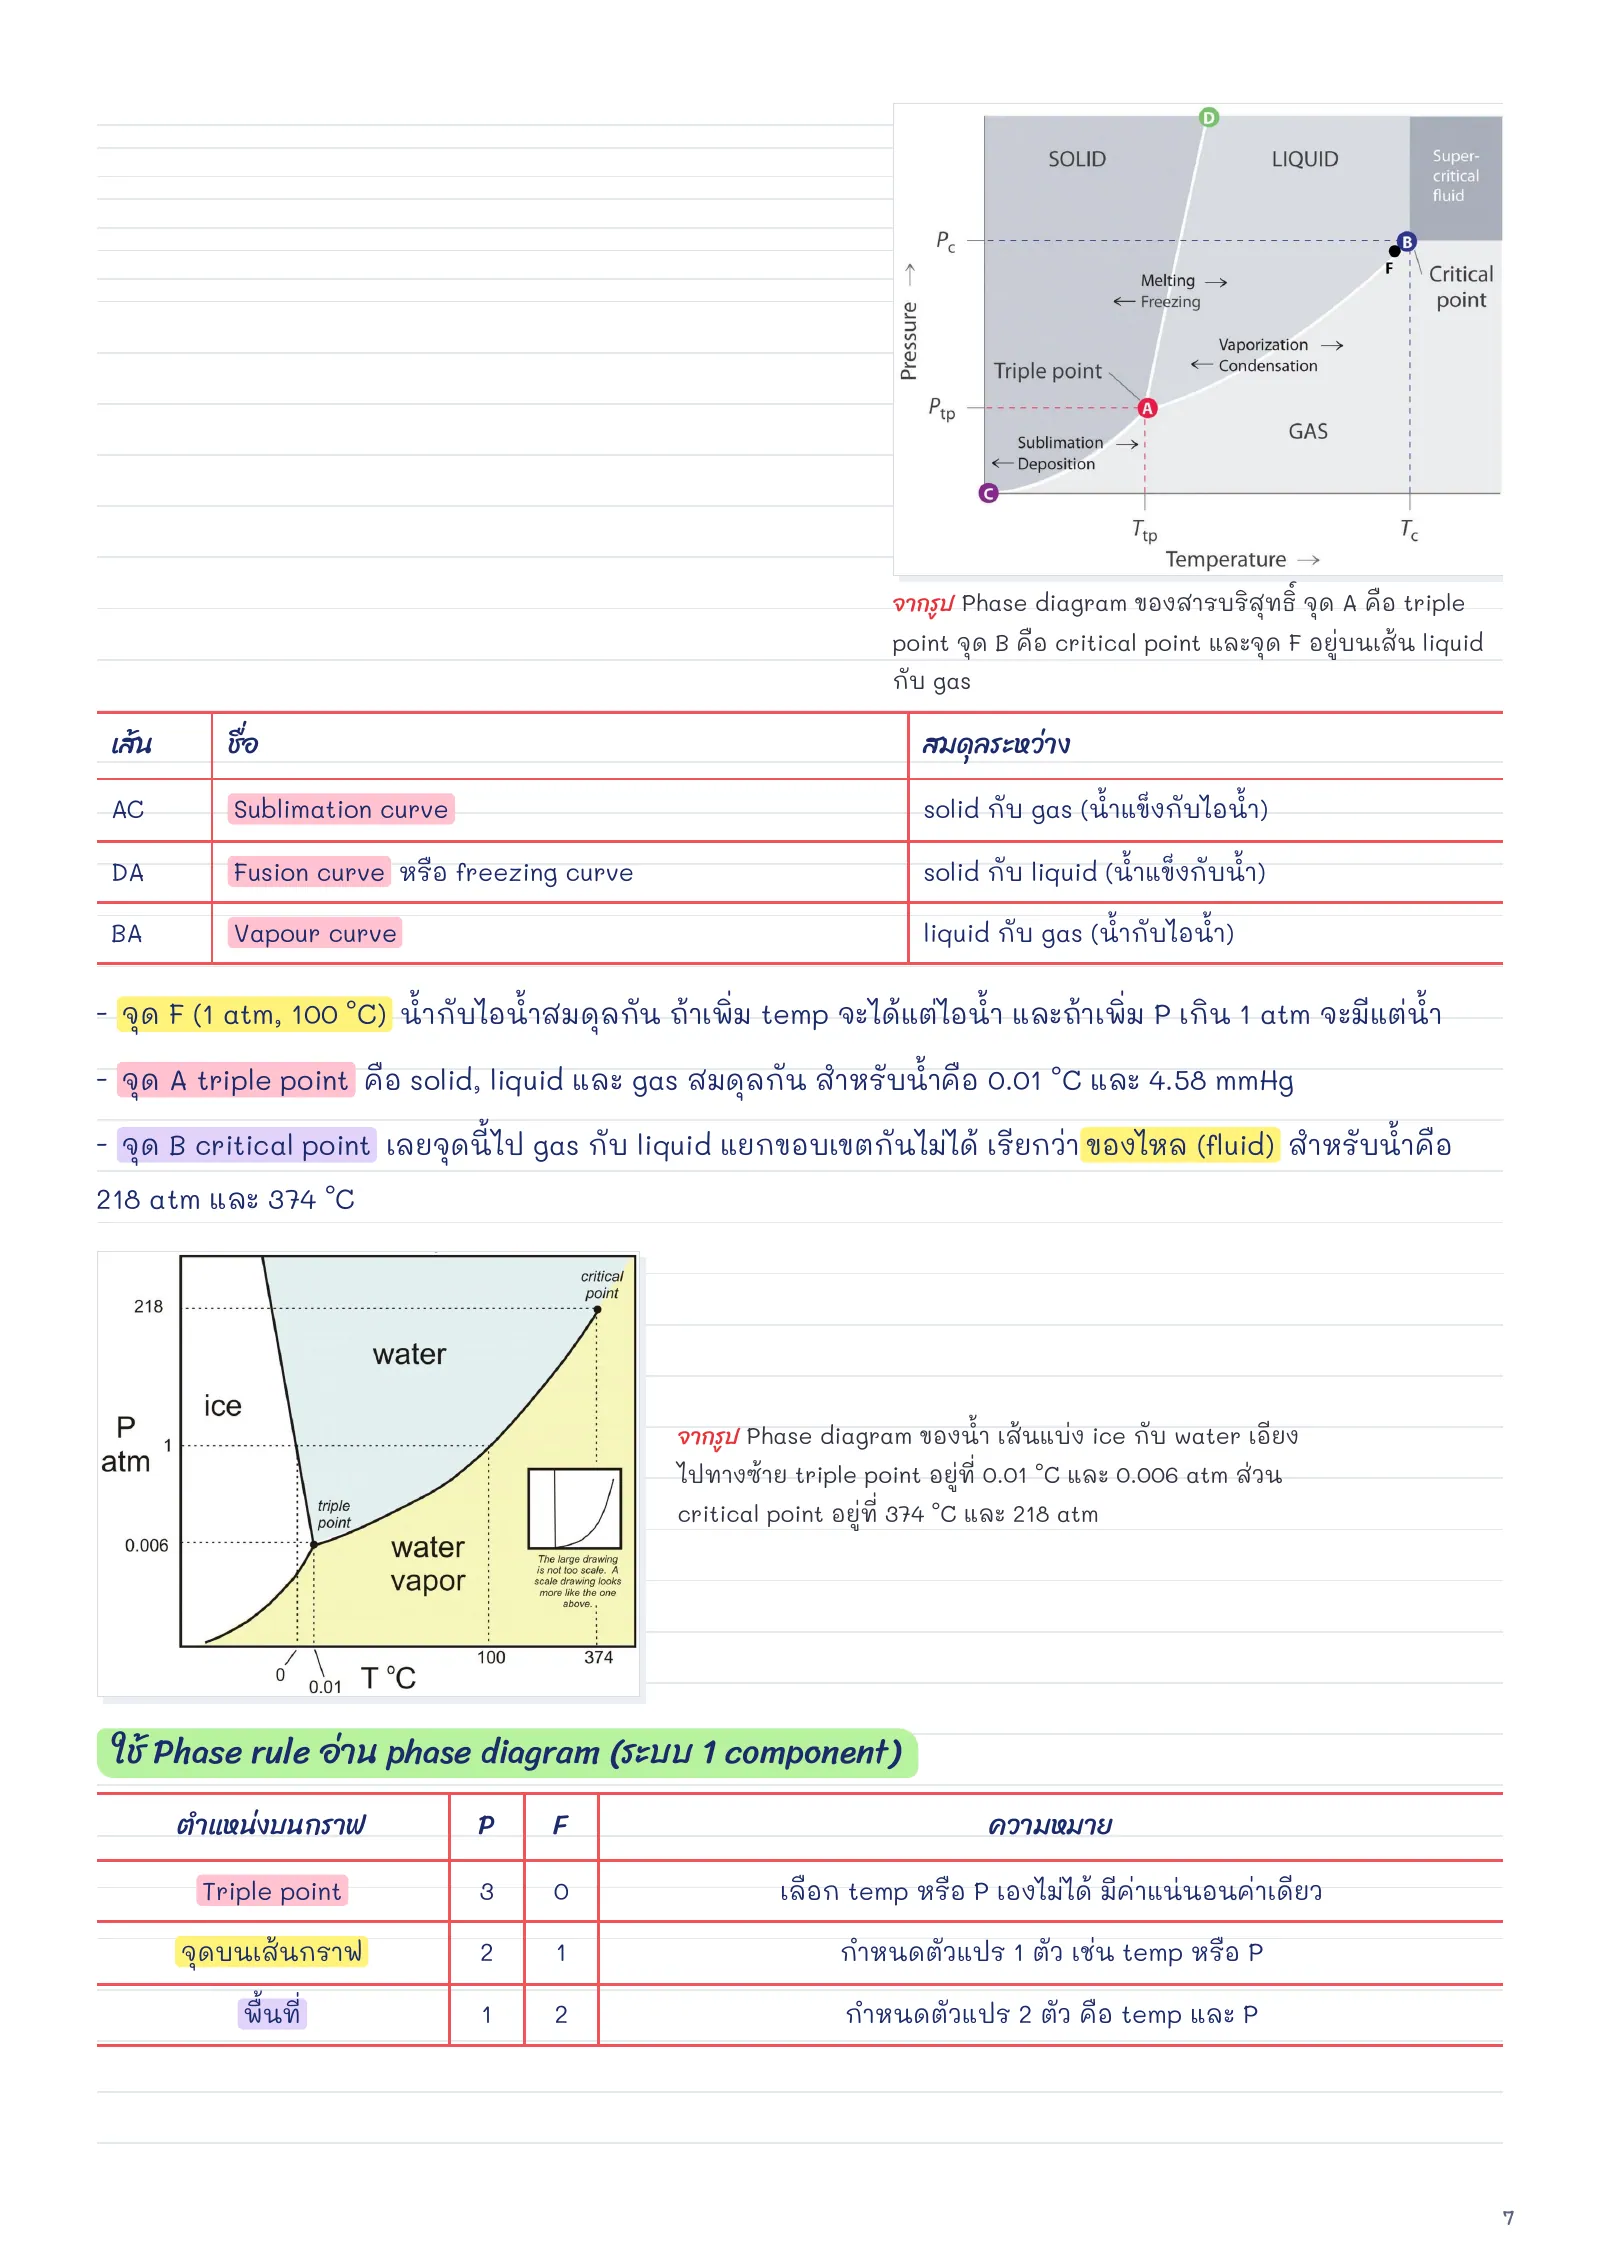 D
SOLID
LIQUID
Super-
critical
fluid
Pc
B
F
Critical
point
Melting →
← Freezing
Pressure →
Vaporization →
← Condensation
Triple point
Ptp
A
GAS
Sublimation →
← Deposition
C
Ttp
Tc
Temperature →
จากรูป Phase diagram ของสารบริสุทธิ์ จุด A คือ triple
point จุด B คือ critical point และจุด F อยู่บนเส้น liquid
กับ gas
เส้น ชื่อ สมดุลระหว่าง
AC Sublimation curve solid กับ gas (น้ำแข็งกับไอน้ำ)
DA Fusion curve หรือ freezing curve solid กับ liquid (น้ำแข็งกับน้ำ)
BA Vapour curve liquid กับ gas (น้ำกับไอน้ำ)
- จุด F (1 atm, 100 °C) น้ำกับไอน้ำสมดุลกัน ถ้าเพิ่ม temp จะได้แต่ไอน้ำ และถ้าเพิ่ม P เกิน 1 atm จะมีแต่น้ำ
- จุด A triple point คือ solid, liquid และ gas สมดุลกัน สำหรับน้ำคือ 0.01 °C และ 4.58 mmHg
- จุด B critical point เลยจุดนี้ไป gas กับ liquid แยกขอบเขตกันไม่ได้ เรียกว่า ของไหล (fluid) สำหรับน้ำคือ
218 atm และ 374 °C
critical
point
218
water
ice
P
atm
1
triple
point
0.006
water
vapor
The large drawing
is not too scale. A
scale drawing looks
more like the one
above.
0
0.01
T °C
100
374
จากรูป Phase diagram ของน้ำ เส้นแบ่ง ice กับ water เอียง
ไปทางซ้าย triple point อยู่ที่ 0.01 °C และ 0.006 atm ส่วน
critical point อยู่ที่ 374 °C และ 218 atm
ใช้ Phase rule อ่าน phase diagram (ระบบ 1 component)
ตำแหน่งบนกราฟ P F ความหมาย
Triple point 3 0 เลือก temp หรือ P เองไม่ได้ มีค่าแน่นอนค่าเดียว
จุดบนเส้นกราฟ 2 1 กำหนดตัวแปร 1 ตัว เช่น temp หรือ P
พื้นที่ 1 2 กำหนดตัวแปร 2 ตัว คือ temp และ P
7